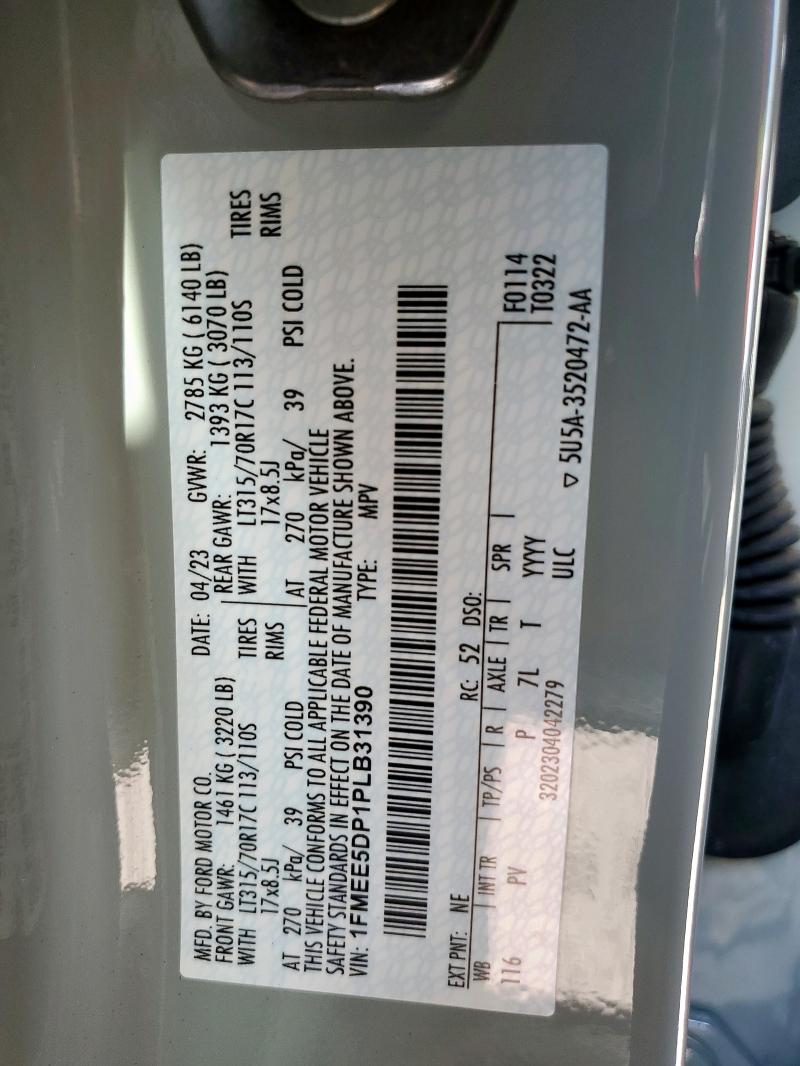 MFD. BY FORD MOTOR CO.
DATE: 04/23 GVWR: 2785 KG ( 6140 LB)
FRONT GAWR: 1461 KG ( 3220 LB) REAR GAWR: 1393 KG ( 3070 LB)
WITH LT315/70R17C 113/110S TIRES WITH LT315/70R17C 113/110S TIRES
17x8.5J RIMS 17x8.5J RIMS
AT 270 kPa/ 39 PSI COLD AT 270 kPa/ 39 PSI COLD
THIS VEHICLE CONFORMS TO ALL APPLICABLE FEDERAL MOTOR VEHICLE
SAFETY STANDARDS IN EFFECT ON THE DATE OF MANUFACTURE SHOWN ABOVE.
VIN: 1FMEE5DP1PLB31390 TYPE: MPV
EXT PNT: NE RC: 52 DSO:
WB INT TR TP/PS R AXLE TR SPR F0114
116 PV P 7L T YYYY T0322
3202304042279 ULC
▽ 5U5A-3520472-AA